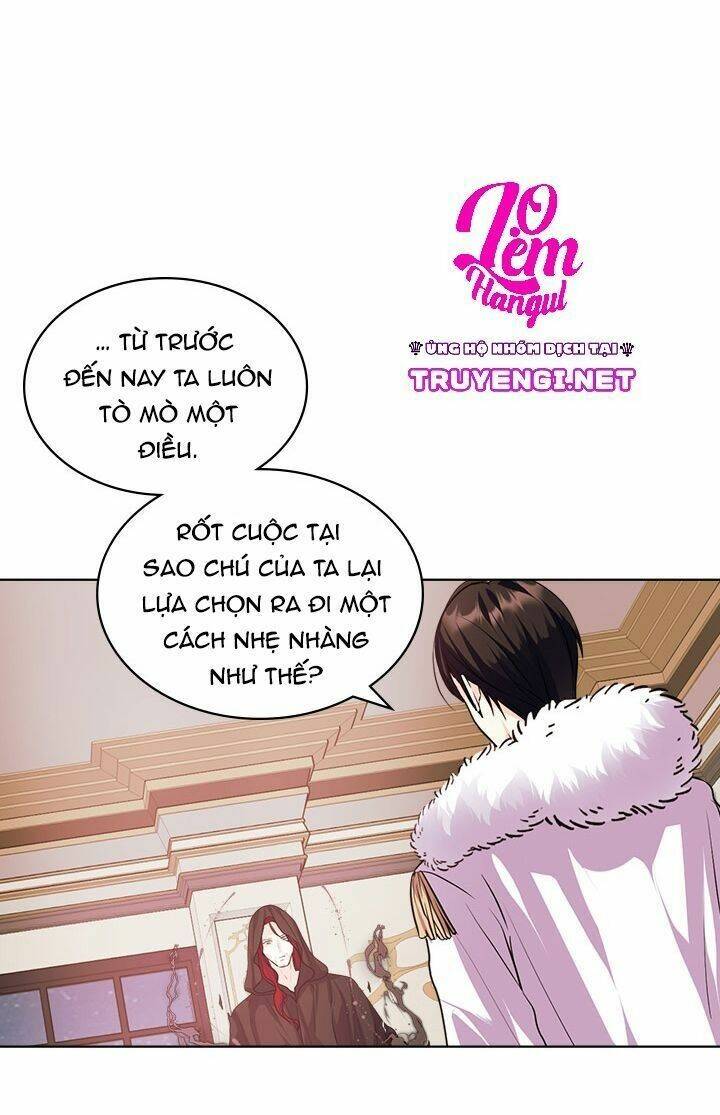 Lọ
Lem
Hangul
ỦNG HỘ NHÓM DỊCH TẠI
TRUYENGI.NET
... TỪ TRƯỚC
ĐẾN NAY TA LUÔN
TÒ MÒ MỘT
ĐIỀU.
RỐT CUỘC TẠI
SAO CHÚ CỦA TA LẠI
LỰA CHỌN RA ĐI MỘT
CÁCH NHẸ NHÀNG
NHƯ THẾ?